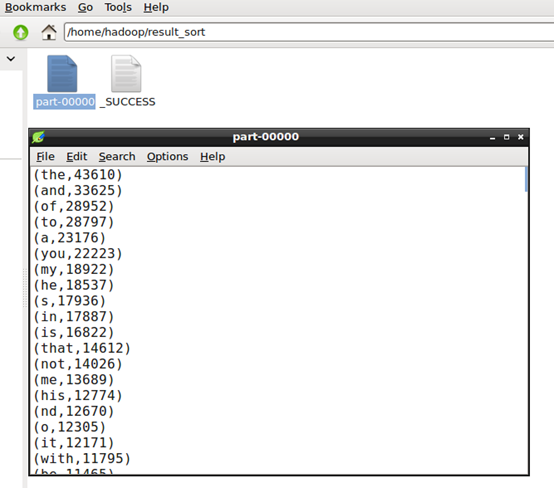 Bookmarks Go Tools Help
/home/hadoop/result_sort
part-00000 _SUCCESS
part-00000
File Edit Search Options Help
(the,43610)
(and,33625)
(of,28952)
(to,28797)
(a,23176)
(you,22223)
(my,18922)
(he,18537)
(s,17936)
(in,17887)
(is,16822)
(that,14612)
(not,14026)
(me,13689)
(his,12774)
(nd,12670)
(o,12305)
(it,12171)
(with,11795)